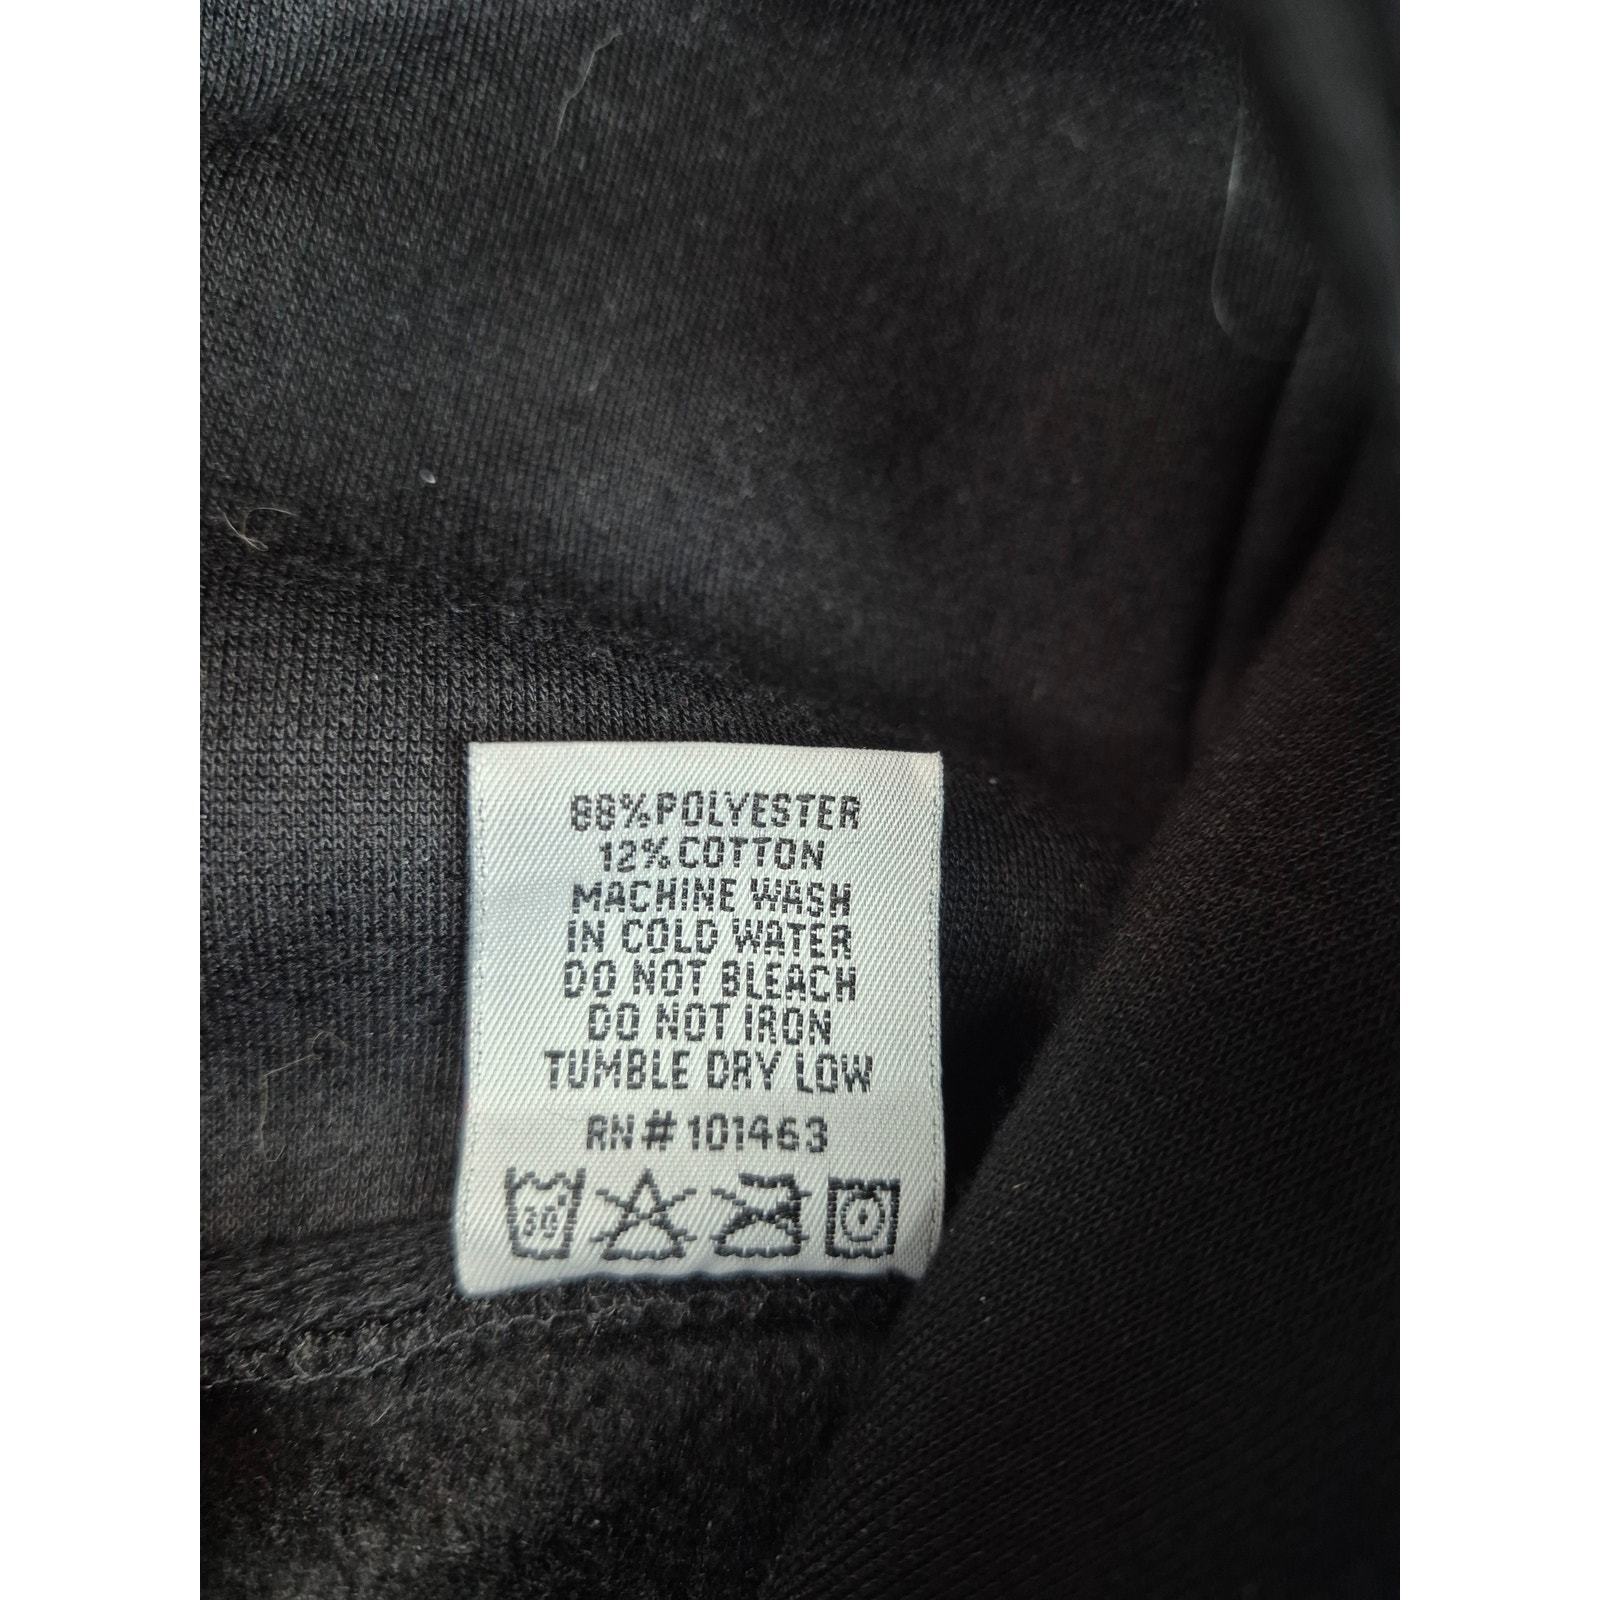 88% POLYESTER
12% COTTON
MACHINE WASH
IN COLD WATER
DO NOT BLEACH
DO NOT IRON
TUMBLE DRY LOW
RN# 101463
30°